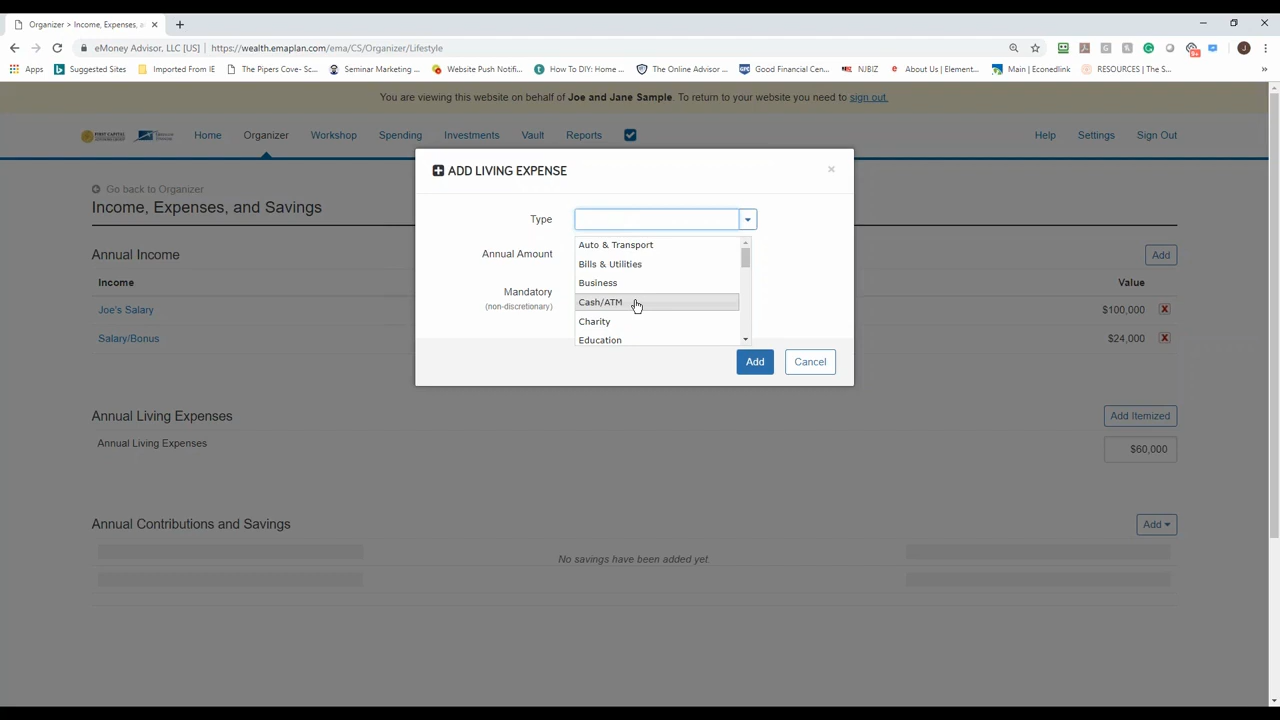 Organizer > Income, Expenses, a
eMoney Advisor, LLC [US] | https://wealth.emaplan.com/ema/CS/Organizer/Lifestyle
J
Apps Suggested Sites Imported From IE The Pipers Cove- Sc... Seminar Marketing ... Website Push Notifi... How To DIY: Home ... The Online Advisor ... Good Financial Cen... NJBIZ About Us | Element... Main | Econedlink RESOURCES | The S...
You are viewing this website on behalf of Joe and Jane Sample. To return to your website you need to sign out.
Home Organizer Workshop Spending Investments Vault Reports Help Settings Sign Out
ADD LIVING EXPENSE ×
Go back to Organizer
Income, Expenses, and Savings
Type
Annual Income Add
Annual Amount
Auto & Transport
Bills & Utilities
Business
Cash/ATM
Charity
Education
Mandatory
(non-discretionary)
Income Value
Joe's Salary $100,000 X
Salary/Bonus $24,000 X
Add Cancel
Annual Living Expenses Add Itemized
Annual Living Expenses $60,000
Annual Contributions and Savings Add
No savings have been added yet.